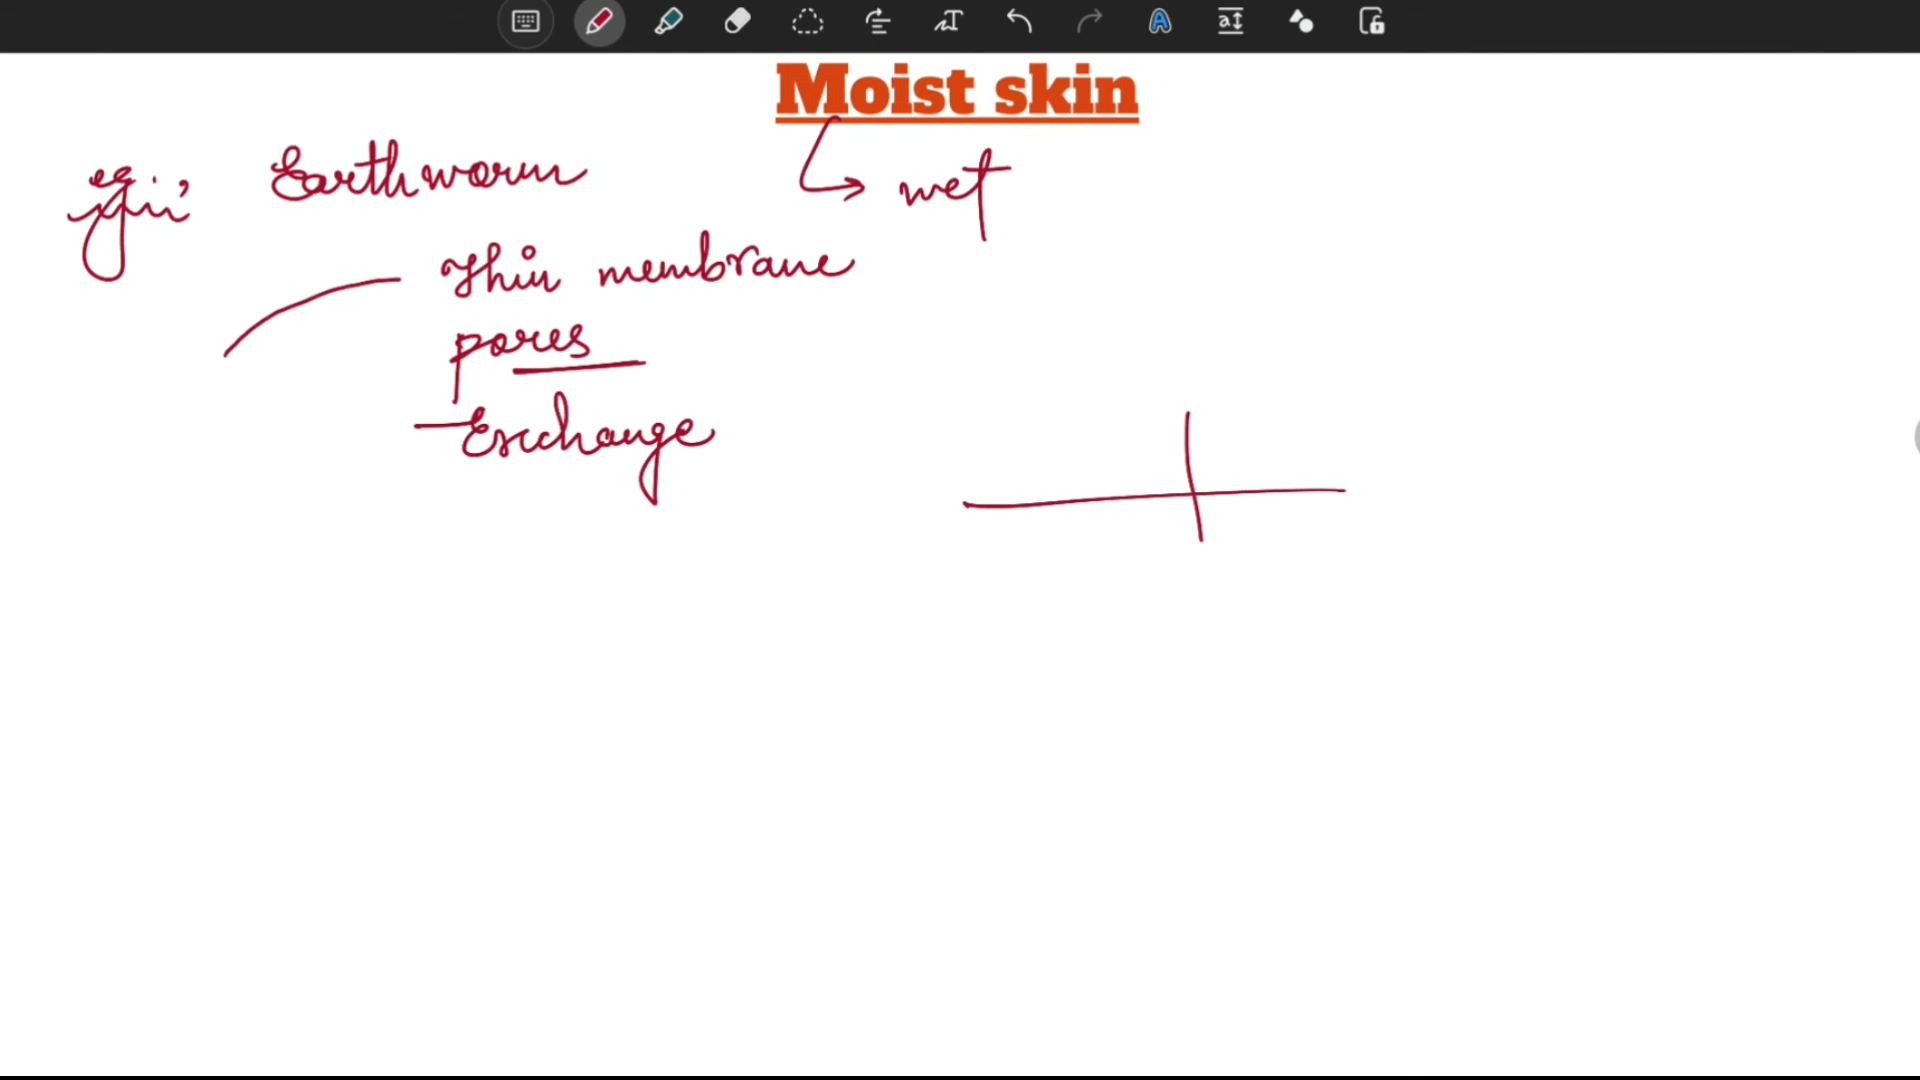 Moist skin
eg:- Earthworm
→ wet
Thin membrane
pores
- Exchange